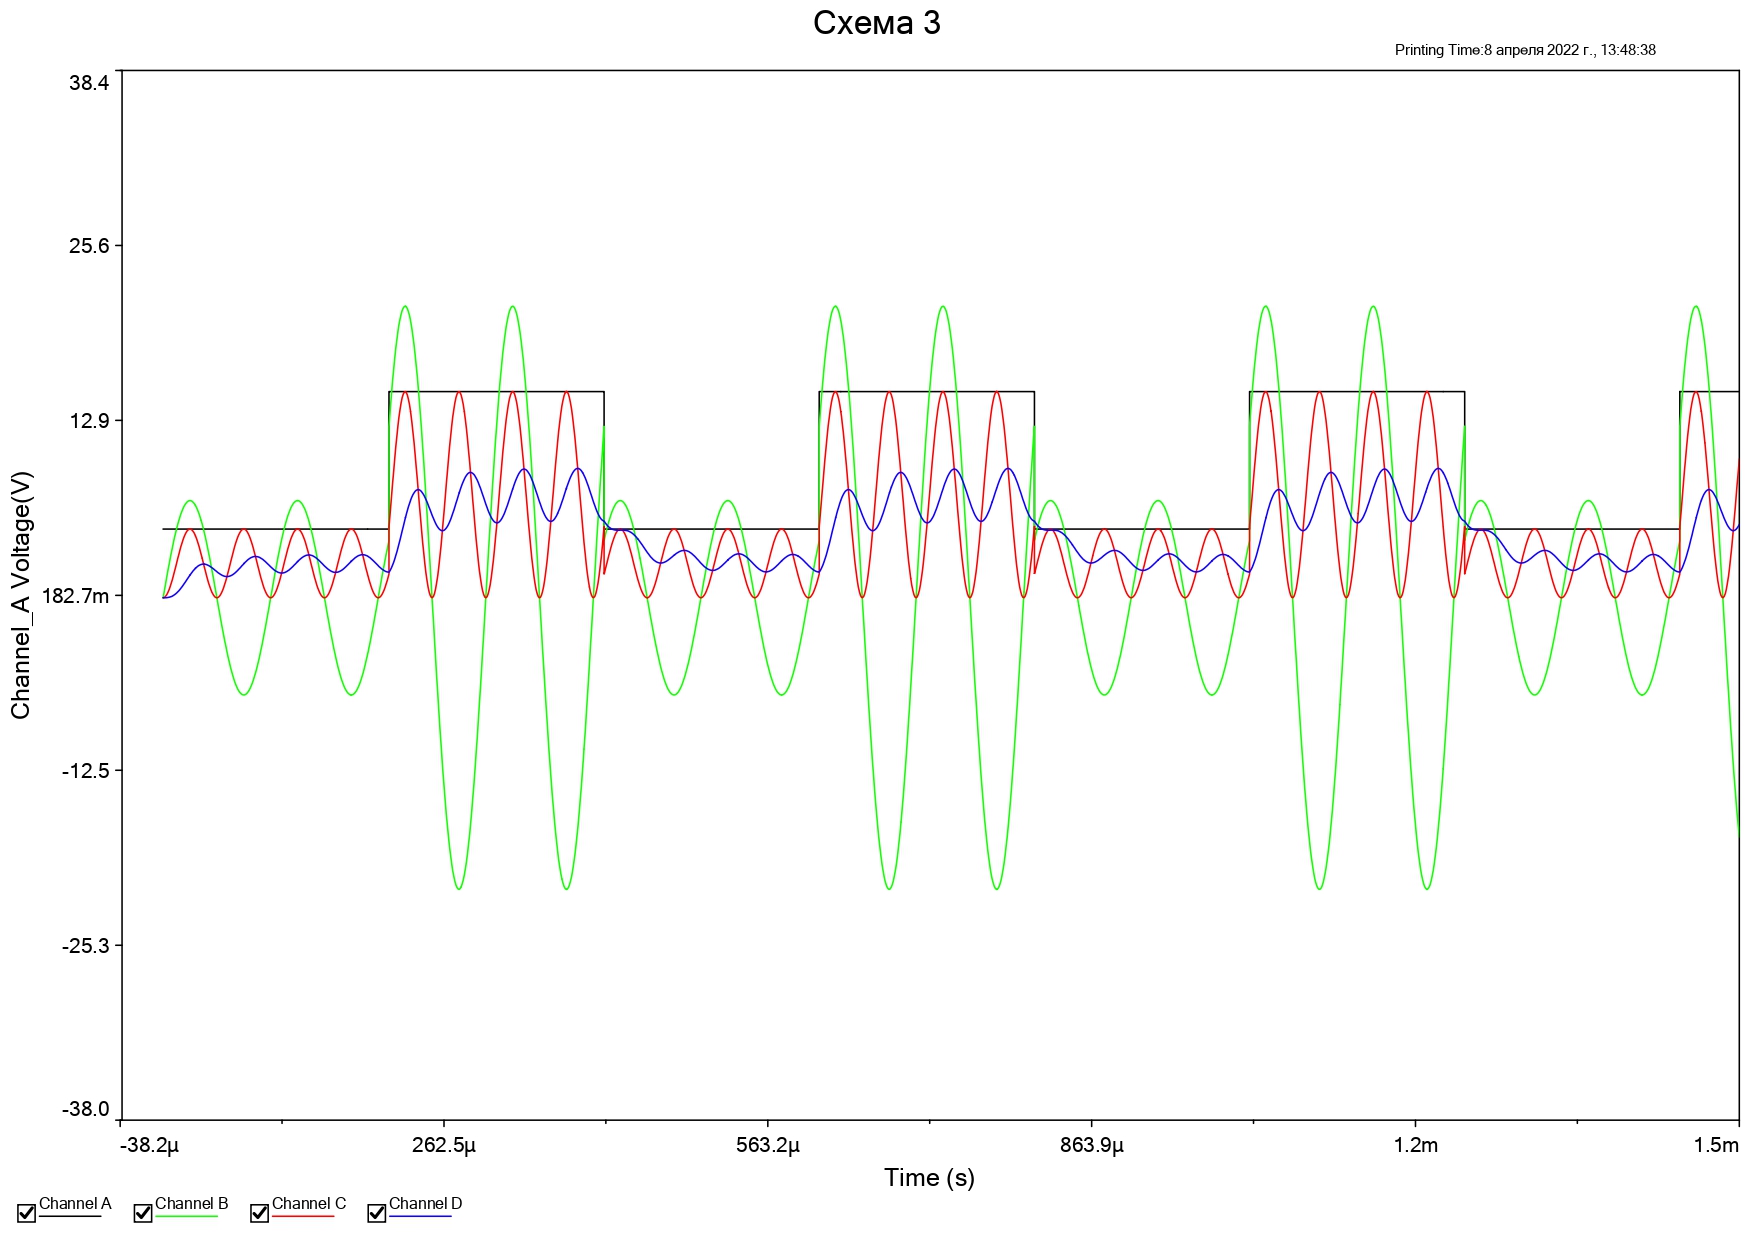 Схема 3
Printing Time:8 апреля 2022 г., 13:48:38
38.4
25.6
12.9
182.7m
-12.5
-25.3
-38.0
Channel_A Voltage(V)
-38.2µ
262.5µ
563.2µ
863.9µ
1.2m
1.5m
Time (s)
Channel A
Channel B
Channel C
Channel D